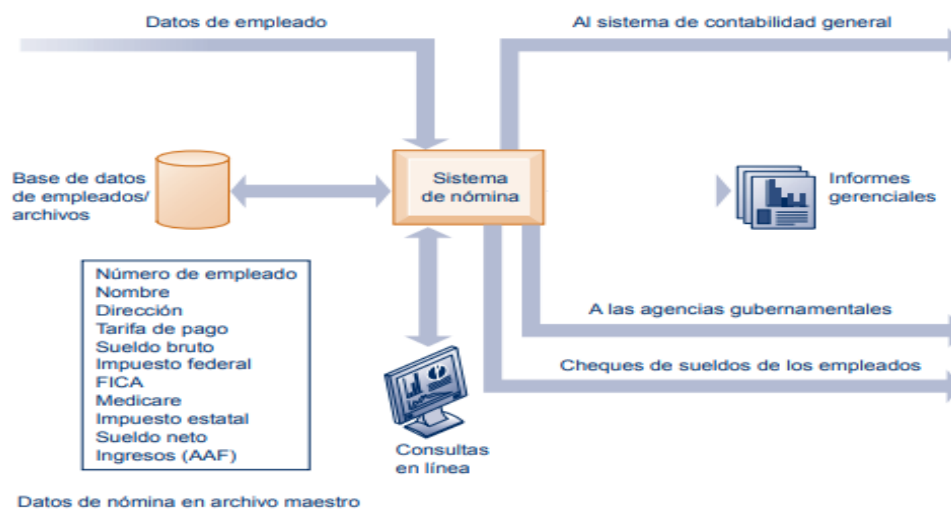 Datos de empleado
Al sistema de contabilidad general
Base de datos
de empleados/
archivos
Sistema
de nómina
Informes
gerenciales
Número de empleado
Nombre
Dirección
Tarifa de pago
Sueldo bruto
Impuesto federal
FICA
Medicare
Impuesto estatal
Sueldo neto
Ingresos (AAF)
A las agencias gubernamentales
Cheques de sueldos de los empleados
Consultas
en línea
Datos de nómina en archivo maestro